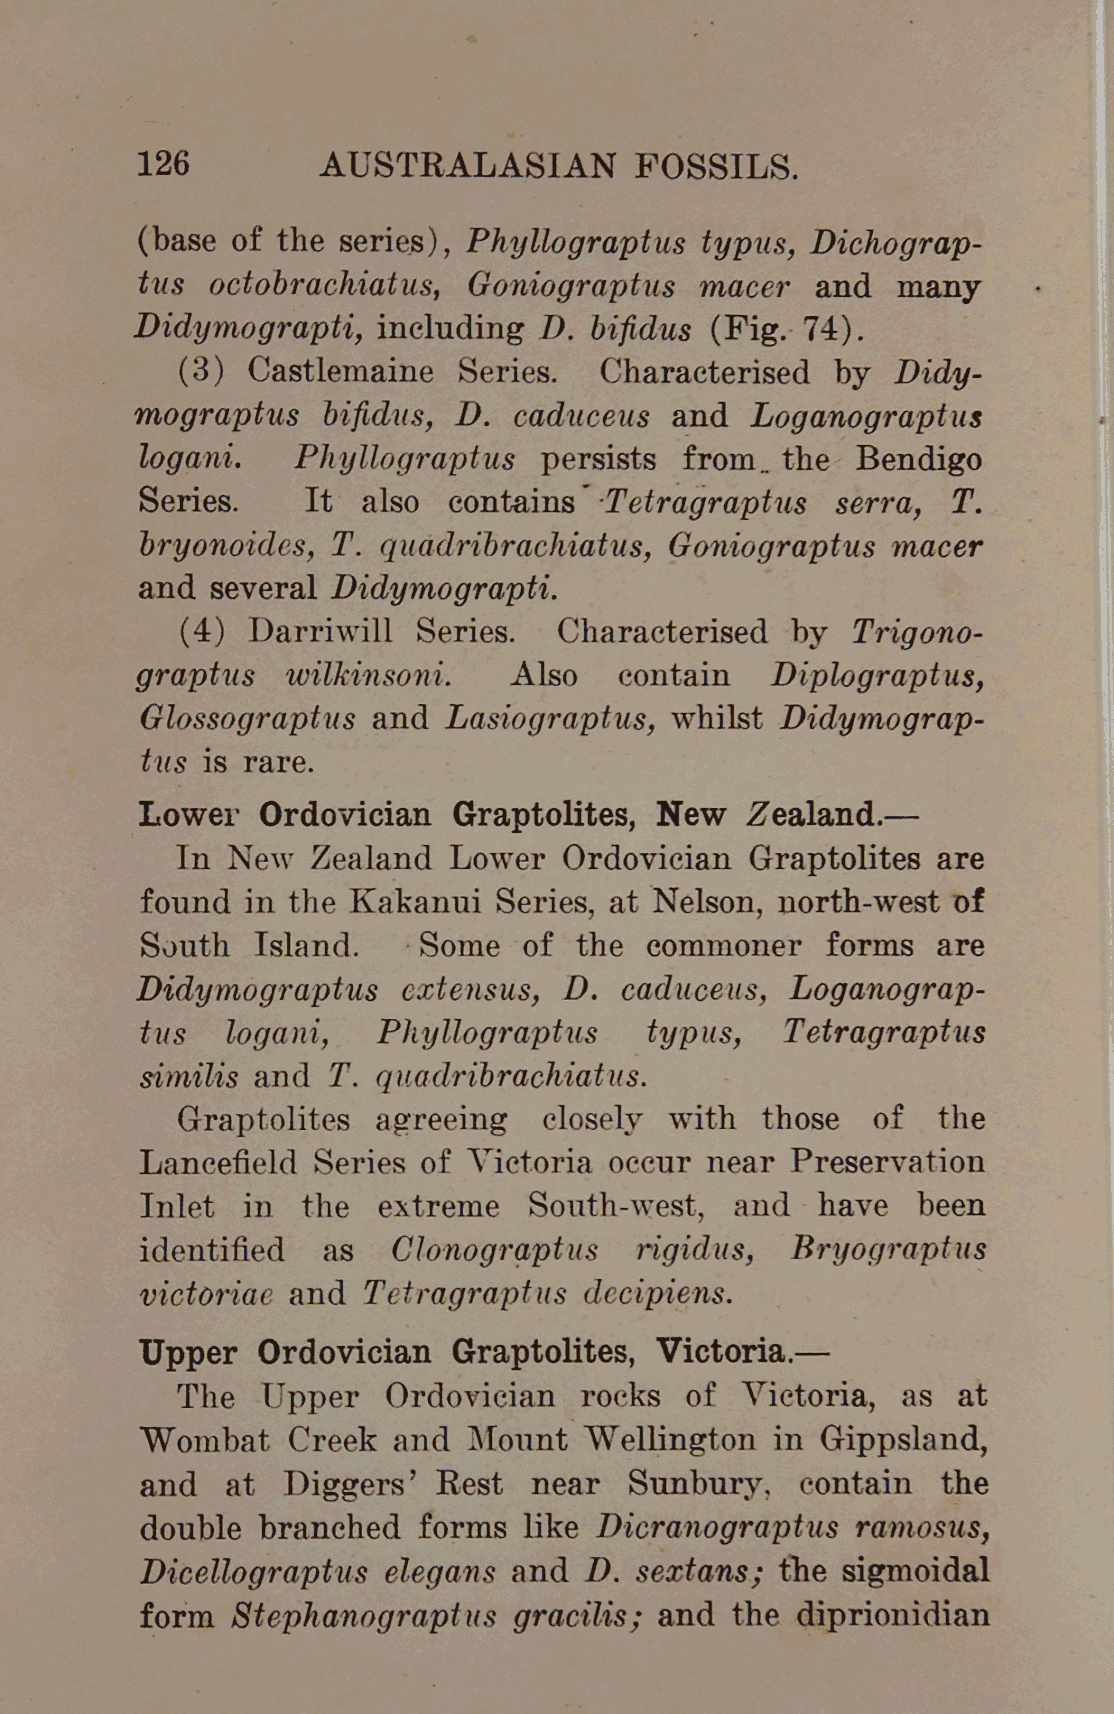 126 AUSTRALASIAN FOSSILS.
(base of the series), Phyllograptus typus, Dichograp-
tus octobrachiatus, Goniograptus macer and many
Didymograpti, including D. bifidus (Fig. 74).
(3) Castlemaine Series. Characterised by Didy-
mograptus bifidus, D. caduceus and Loganograptus
logani. Phyllograptus persists from the Bendigo
Series. It also contains Tetragraptus serra, T.
bryonoides, T. quadribrachiatus, Goniograptus macer
and several Didymograpti.
(4) Darriwill Series. Characterised by Trigono-
graptus wilkinsoni. Also contain Diplograptus,
Glossograptus and Lasiograptus, whilst Didymograp-
tus is rare.
Lower Ordovician Graptolites, New Zealand.—
In New Zealand Lower Ordovician Graptolites are
found in the Kakanui Series, at Nelson, north-west of
South Island. Some of the commoner forms are
Didymograptus extensus, D. caduceus, Loganograp-
tus logani, Phyllograptus typus, Tetragraptus
similis and T. quadribrachiatus.
Graptolites agreeing closely with those of the
Lancefield Series of Victoria occur near Preservation
Inlet in the extreme South-west, and have been
identified as Clonograptus rigidus, Bryograptus
victoriae and Tetragraptus decipiens.
Upper Ordovician Graptolites, Victoria.—
The Upper Ordovician rocks of Victoria, as at
Wombat Creek and Mount Wellington in Gippsland,
and at Diggers' Rest near Sunbury, contain the
double branched forms like Dicranograptus ramosus,
Dicellograptus elegans and D. sextans; the sigmoidal
form Stephanograptus gracilis; and the diprionidian